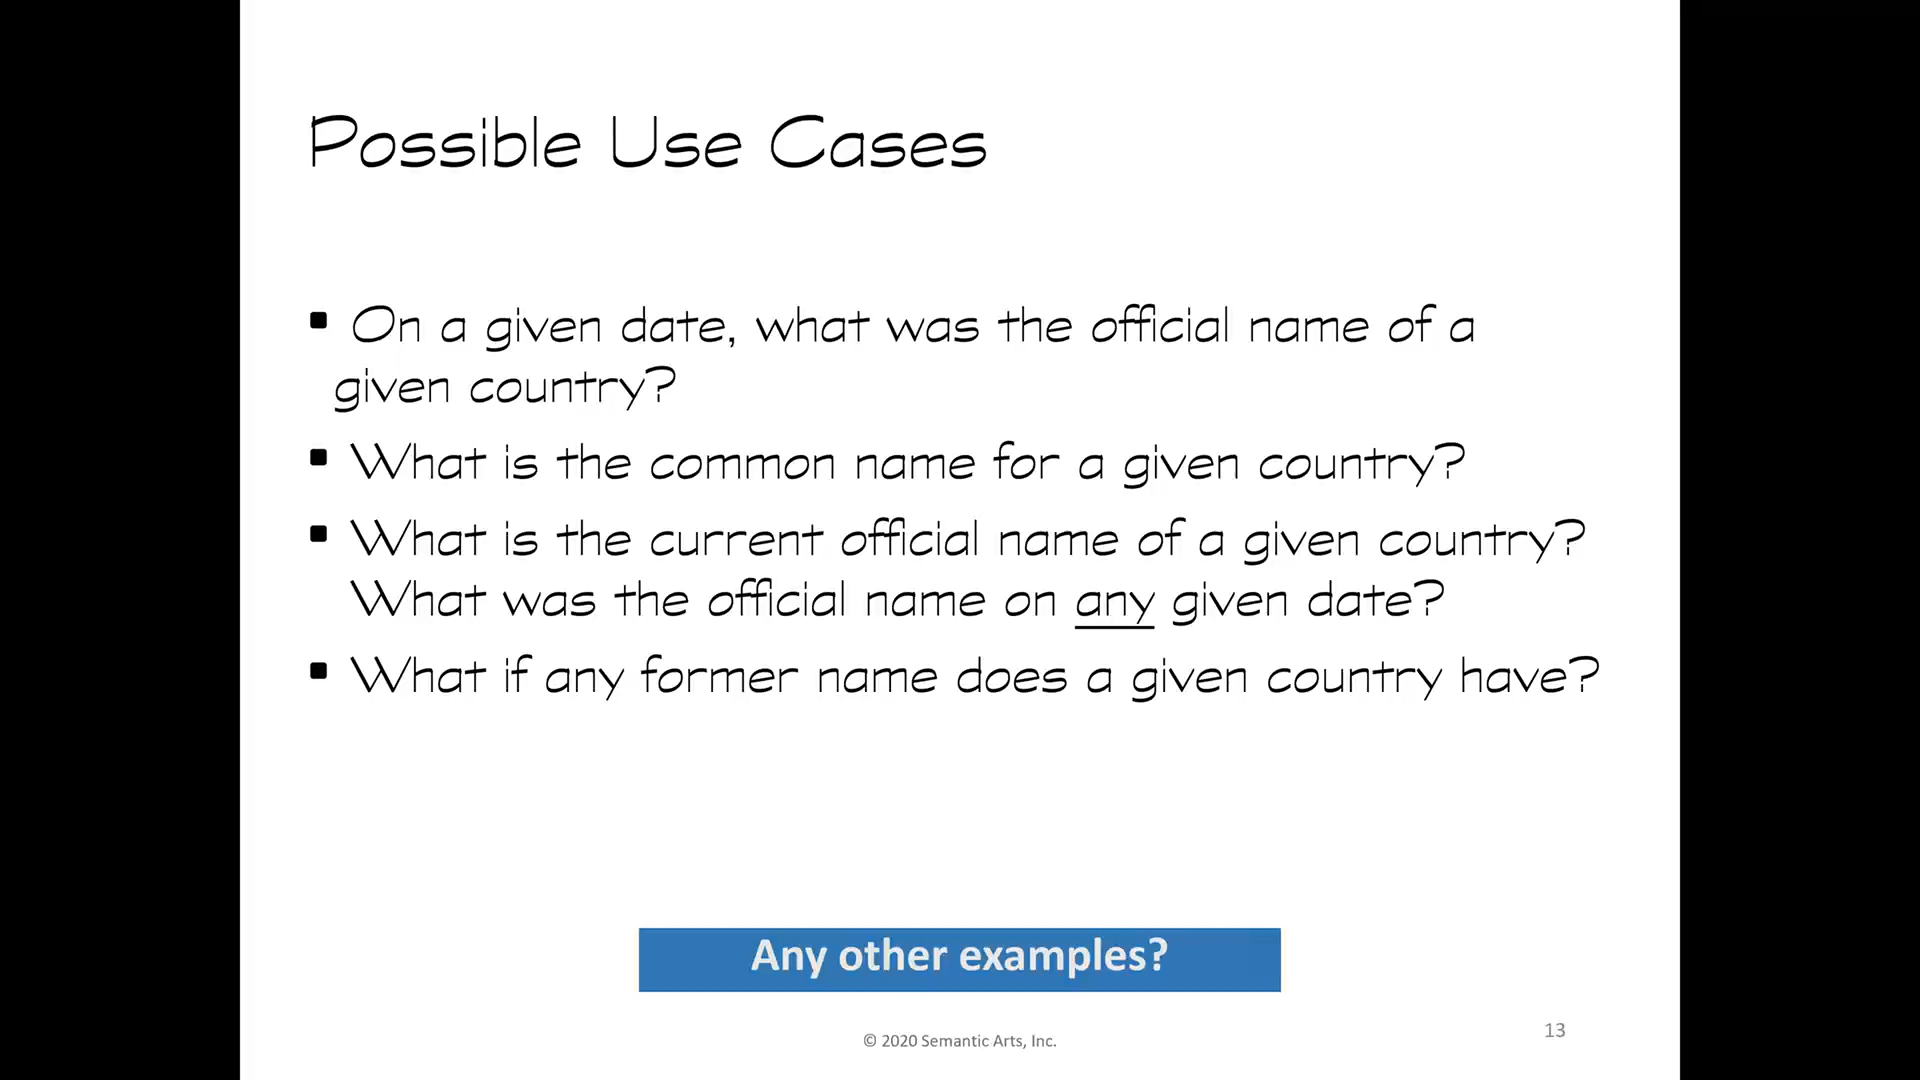 Possible Use Cases
▪ On a given date, what was the official name of a
given country?
▪ What is the common name for a given country?
▪ What is the current official name of a given country?
What was the official name on any given date?
▪ What if any former name does a given country have?
Any other examples?
© 2020 Semantic Arts, Inc.
13